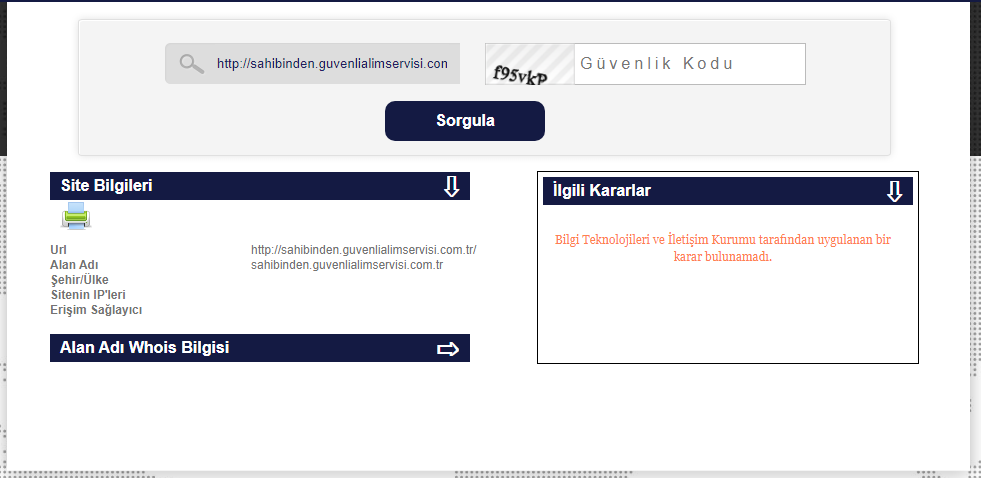 http://sahibinden.guvenlialimservisi.con
f95vkP
Güvenlik Kodu
Sorgula
Site Bilgileri
Url http://sahibinden.guvenlialimservisi.com.tr/
Alan Adı sahibinden.guvenlialimservisi.com.tr
Şehir/Ülke
Sitenin IP'leri
Erişim Sağlayıcı
Alan Adı Whois Bilgisi
İlgili Kararlar
Bilgi Teknolojileri ve İletişim Kurumu tarafından uygulanan bir
karar bulunamadı.